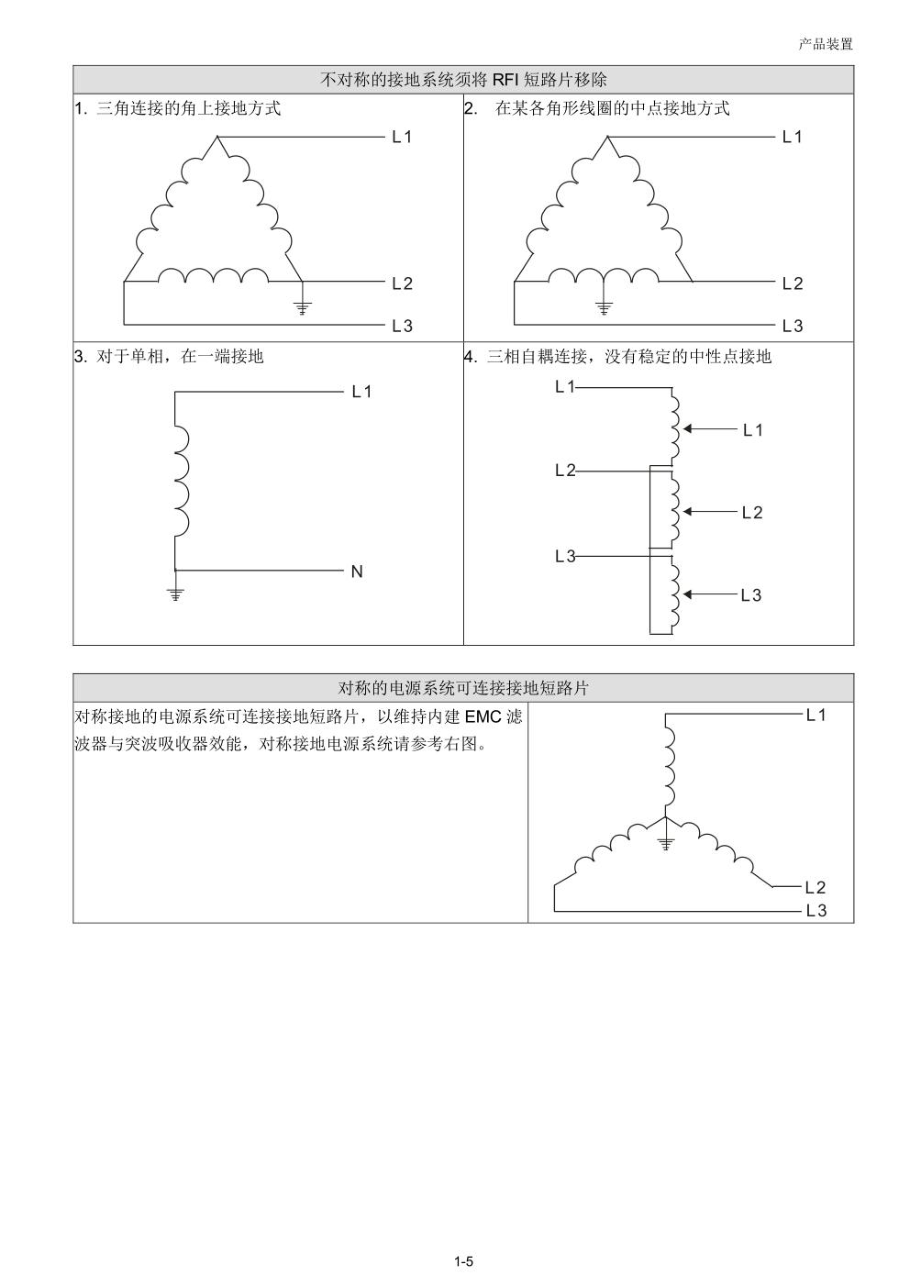 产品装置
不对称的接地系统须将 RFI 短路片移除
1. 三角连接的角上接地方式
L1
L2
L3
2. 在某各角形线圈的中点接地方式
L1
L2
L3
3. 对于单相，在一端接地
L1
N
4. 三相自耦连接，没有稳定的中性点接地
L1
L1
L2
L2
L3
L3
对称的电源系统可连接接地短路片
对称接地的电源系统可连接接地短路片，以维持内建 EMC 滤
波器与突波吸收器效能，对称接地电源系统请参考右图。
L1
L2
L3
1-5